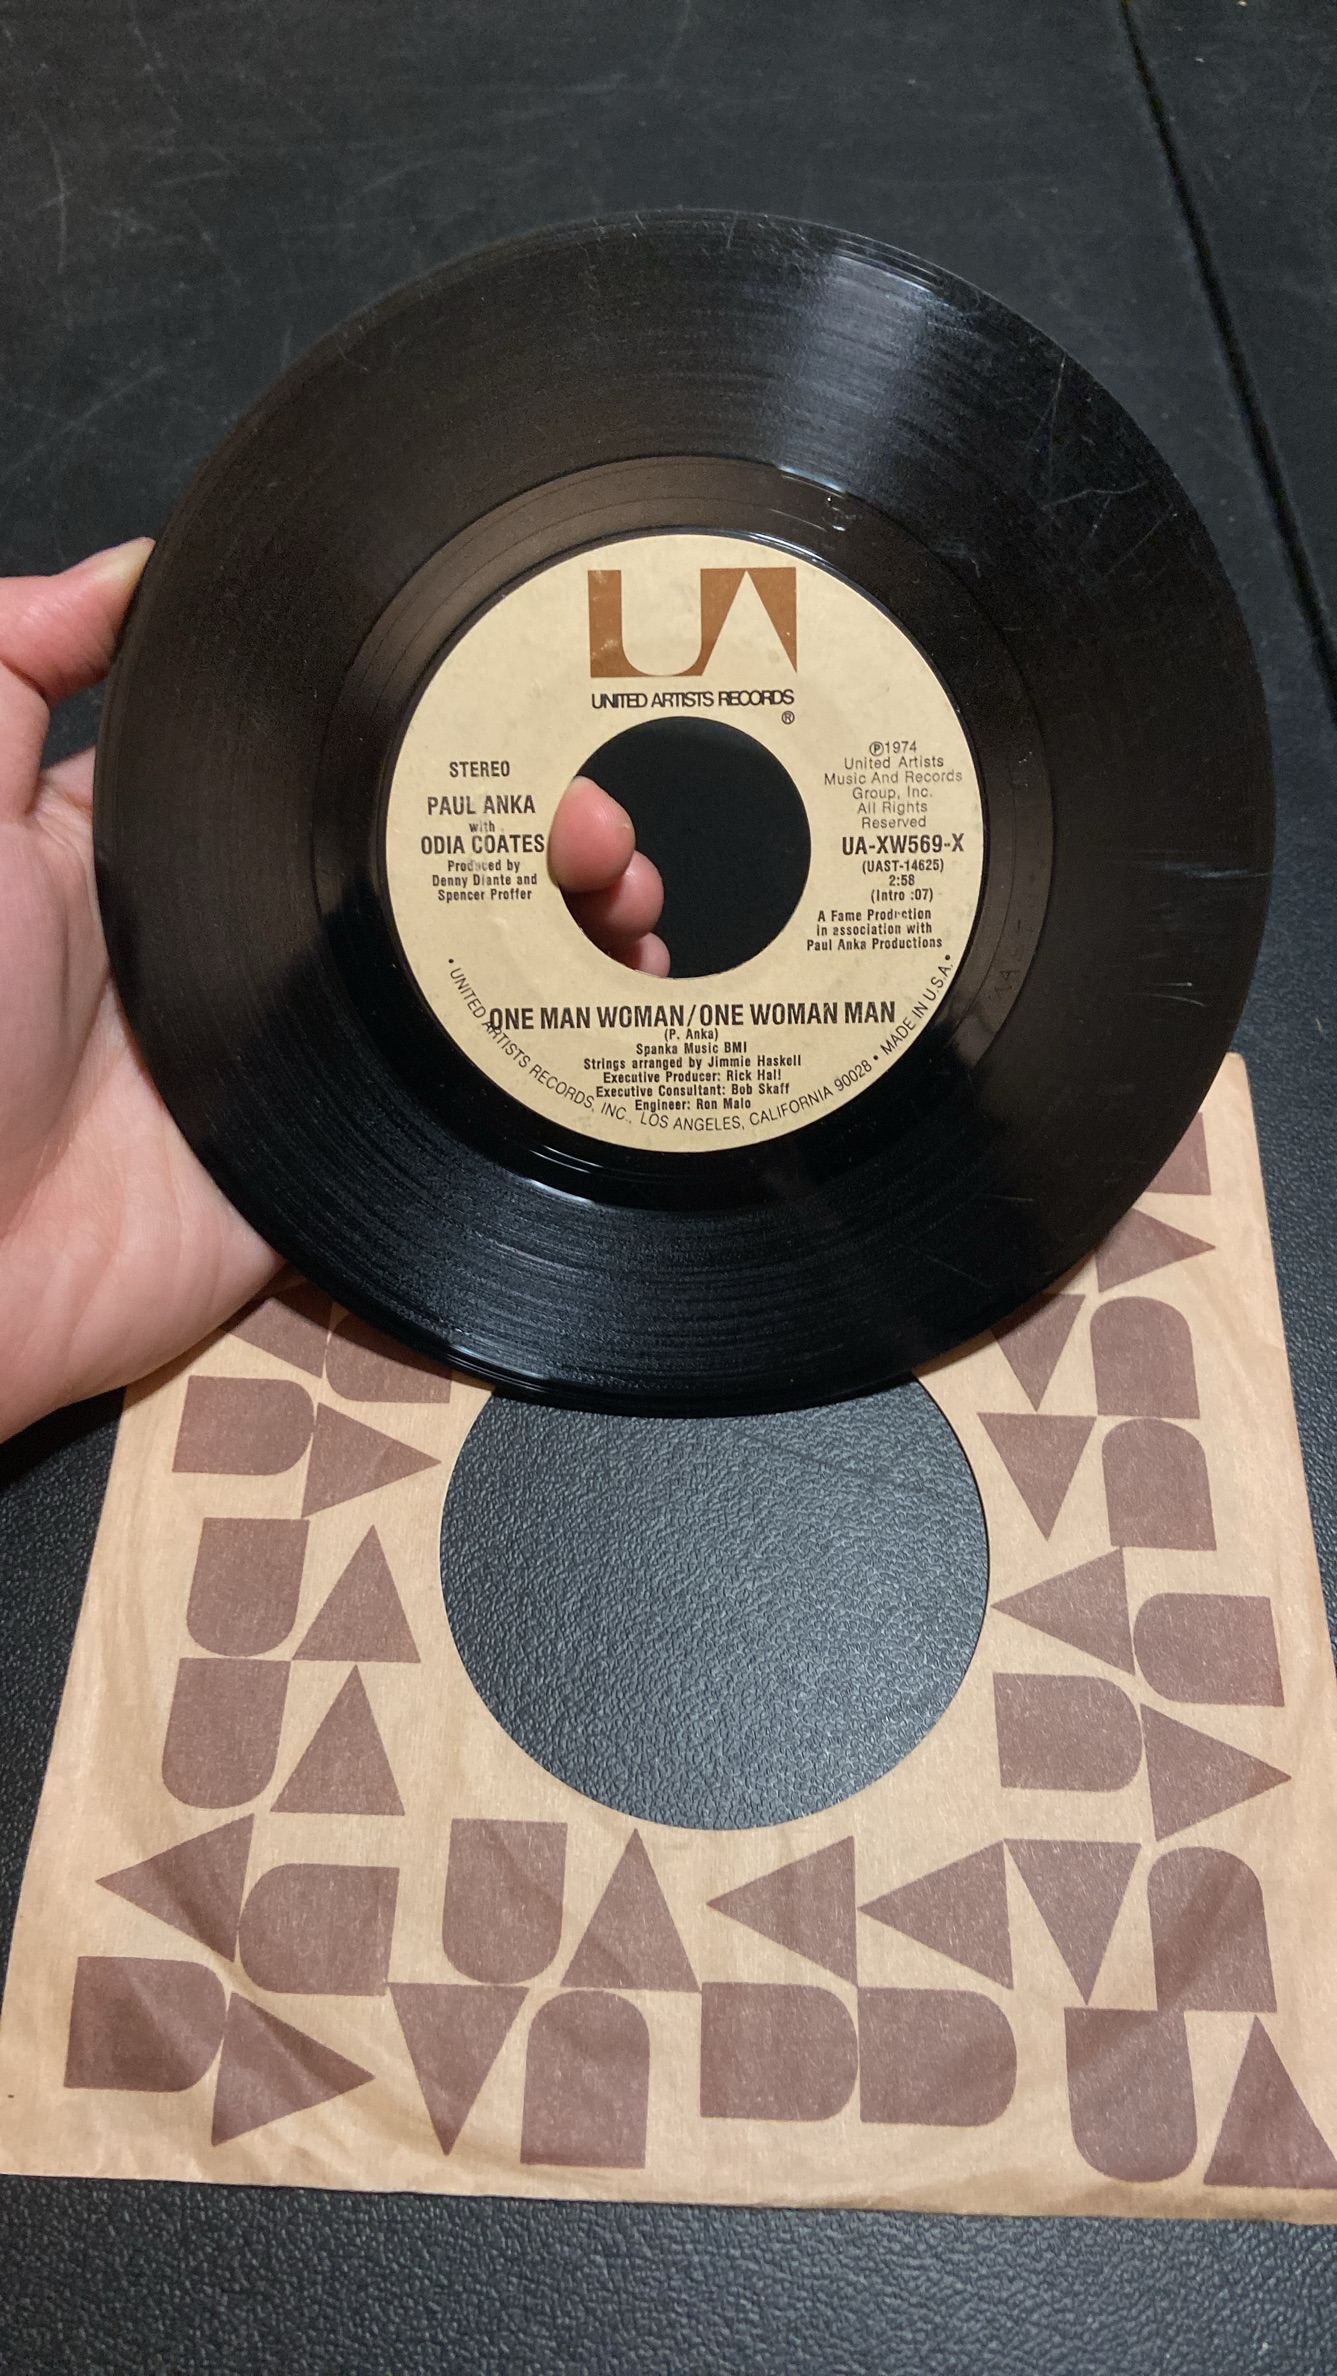 UA
UNITED ARTISTS RECORDS
®
STEREO
PAUL ANKA
with
ODIA COATES
Produced by
Denny Diante and
Spencer Proffer
℗1974
United Artists
Music And Records
Group, Inc.
All Rights
Reserved
UA-XW569-X
(UAST-14625)
2:58
(Intro :07)
A Fame Production
in association with
Paul Anka Productions
ONE MAN WOMAN/ONE WOMAN MAN
(P. Anka)
Spanka Music BMI
Strings arranged by Jimmie Haskell
Executive Producer: Rick Hall
Executive Consultant: Bob Skaff
Engineer: Ron Malo
• UNITED ARTISTS RECORDS, INC., LOS ANGELES, CALIFORNIA 90028 • MADE IN U.S.A. •